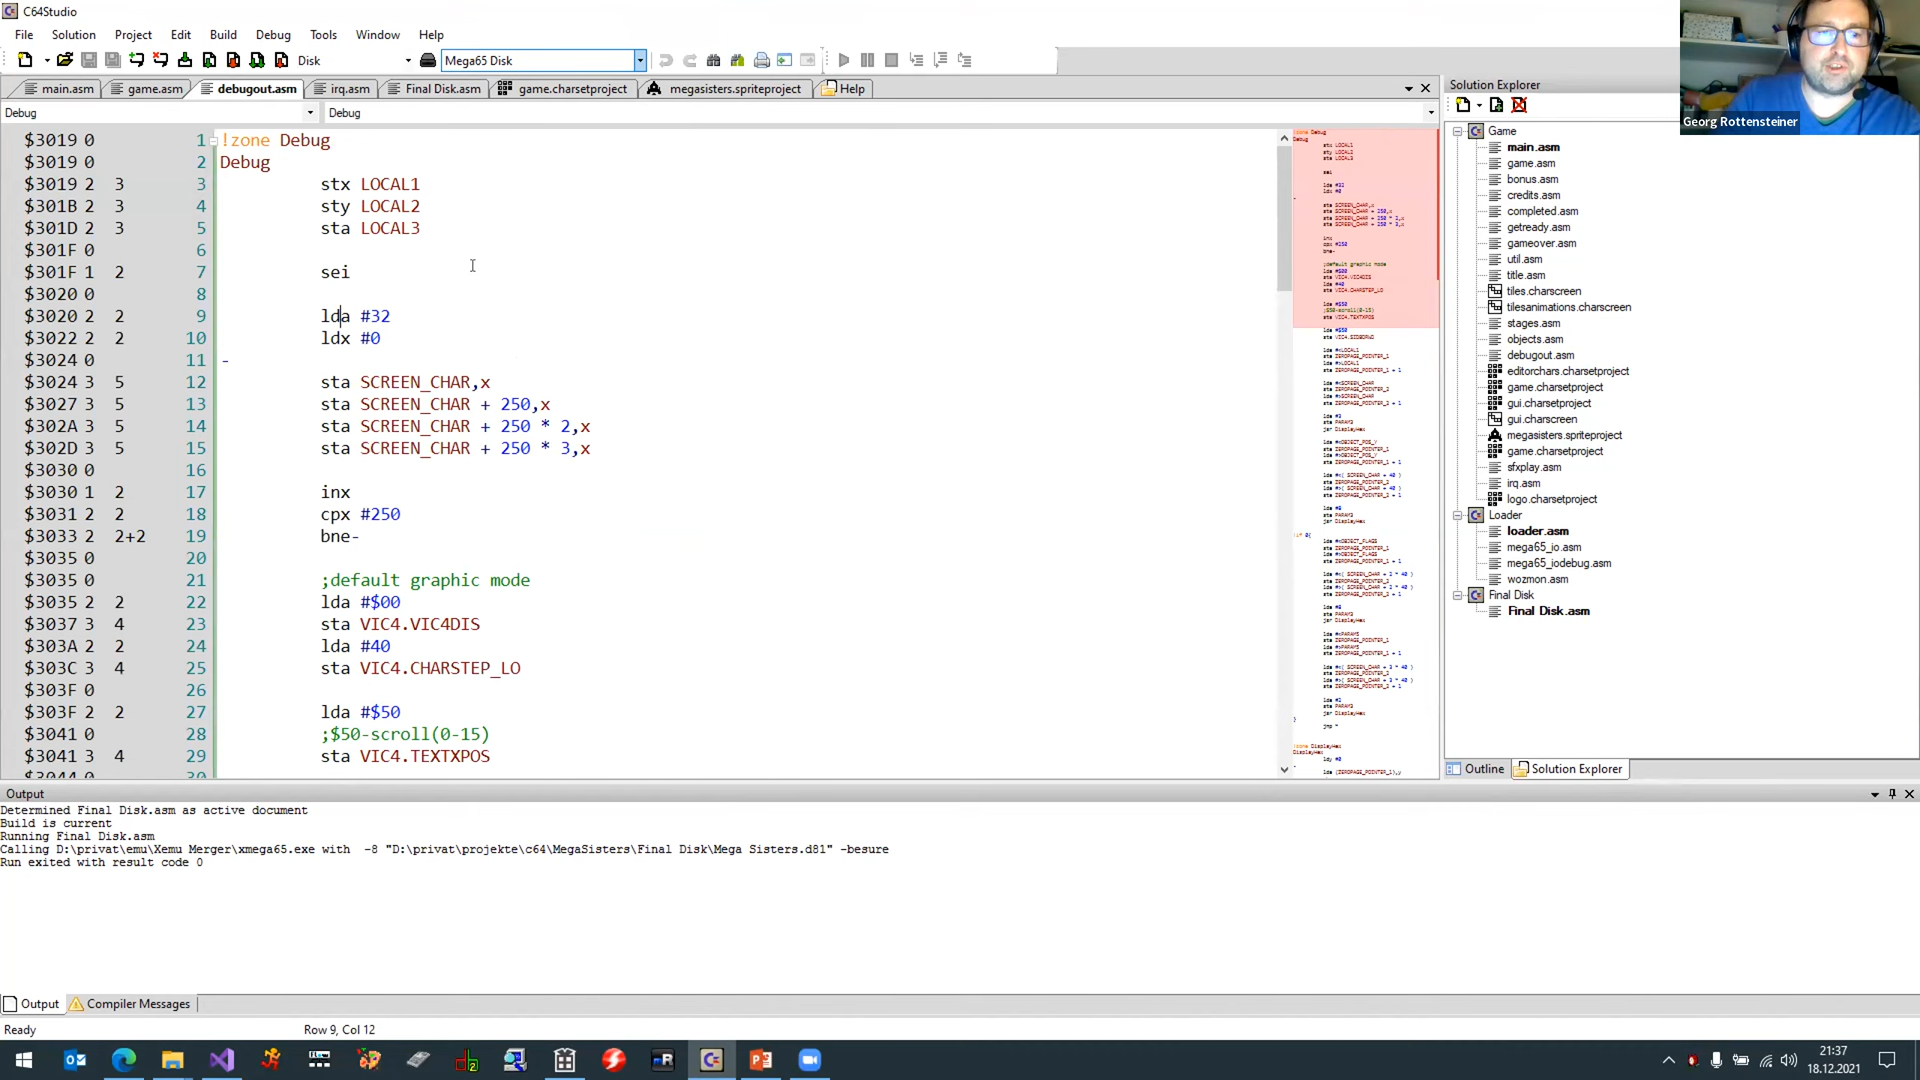 C64Studio
File Solution Project Edit Build Debug Tools Window Help
Disk Mega65 Disk
main.asm game.asm debugout.asm irq.asm Final Disk.asm game.charsetproject megasisters.spriteproject Help
Debug Debug
$3019 0 1 !zone Debug
$3019 0 2 Debug
$3019 2 3 3 stx LOCAL1
$301B 2 3 4 sty LOCAL2
$301D 2 3 5 sta LOCAL3
$301F 0 6
$301F 1 2 7 sei
$3020 0 8
$3020 2 2 9 lda #32
$3022 2 2 10 ldx #0
$3024 0 11 -
$3024 3 5 12 sta SCREEN_CHAR,x
$3027 3 5 13 sta SCREEN_CHAR + 250,x
$302A 3 5 14 sta SCREEN_CHAR + 250 * 2,x
$302D 3 5 15 sta SCREEN_CHAR + 250 * 3,x
$3030 0 16
$3030 1 2 17 inx
$3031 2 2 18 cpx #250
$3033 2 2+2 19 bne-
$3035 0 20
$3035 0 21 ;default graphic mode
$3035 2 2 22 lda #$00
$3037 3 4 23 sta VIC4.VIC4DIS
$303A 2 2 24 lda #40
$303C 3 4 25 sta VIC4.CHARSTEP_LO
$303F 0 26
$303F 2 2 27 lda #$50
$3041 0 28 ;$50-scroll(0-15)
$3041 3 4 29 sta VIC4.TEXTXPOS
$3044 0 30
Solution Explorer
Georg Rottensteiner
Game
main.asm
game.asm
bonus.asm
credits.asm
completed.asm
getready.asm
gameover.asm
util.asm
title.asm
tiles.charscreen
tilesanimations.charscreen
stages.asm
objects.asm
debugout.asm
editorchars.charsetproject
game.charsetproject
gui.charsetproject
gui.charscreen
megasisters.spriteproject
game.charsetproject
sfxplay.asm
irq.asm
logo.charsetproject
Loader
loader.asm
mega65_io.asm
mega65_iodebug.asm
wozmon.asm
Final Disk
Final Disk.asm
Outline Solution Explorer
Output
Determined Final Disk.asm as active document
Build is current
Running Final Disk.asm
Calling D:\privat\emu\Xemu Merger\xmega65.exe with -8 "D:\privat\projekte\c64\MegaSisters\Final Disk\Mega Sisters.d81" -besure
Run exited with result code 0
Output Compiler Messages
Ready Row 9, Col 12
21:37
18.12.2021